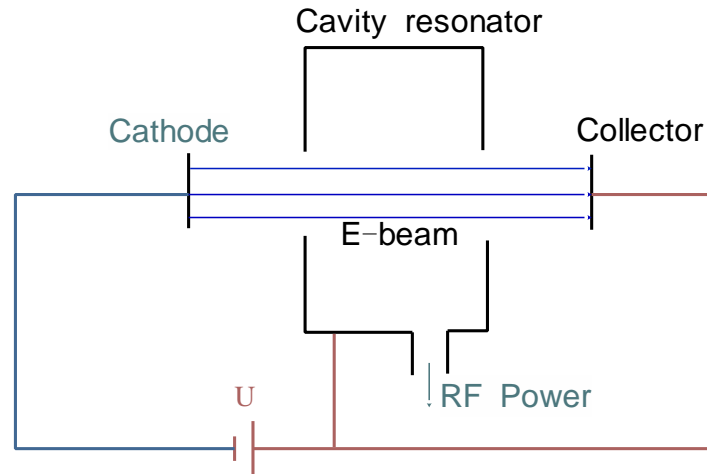 Cavity resonator
Cathode
Collector
E-beam
U
RF Power